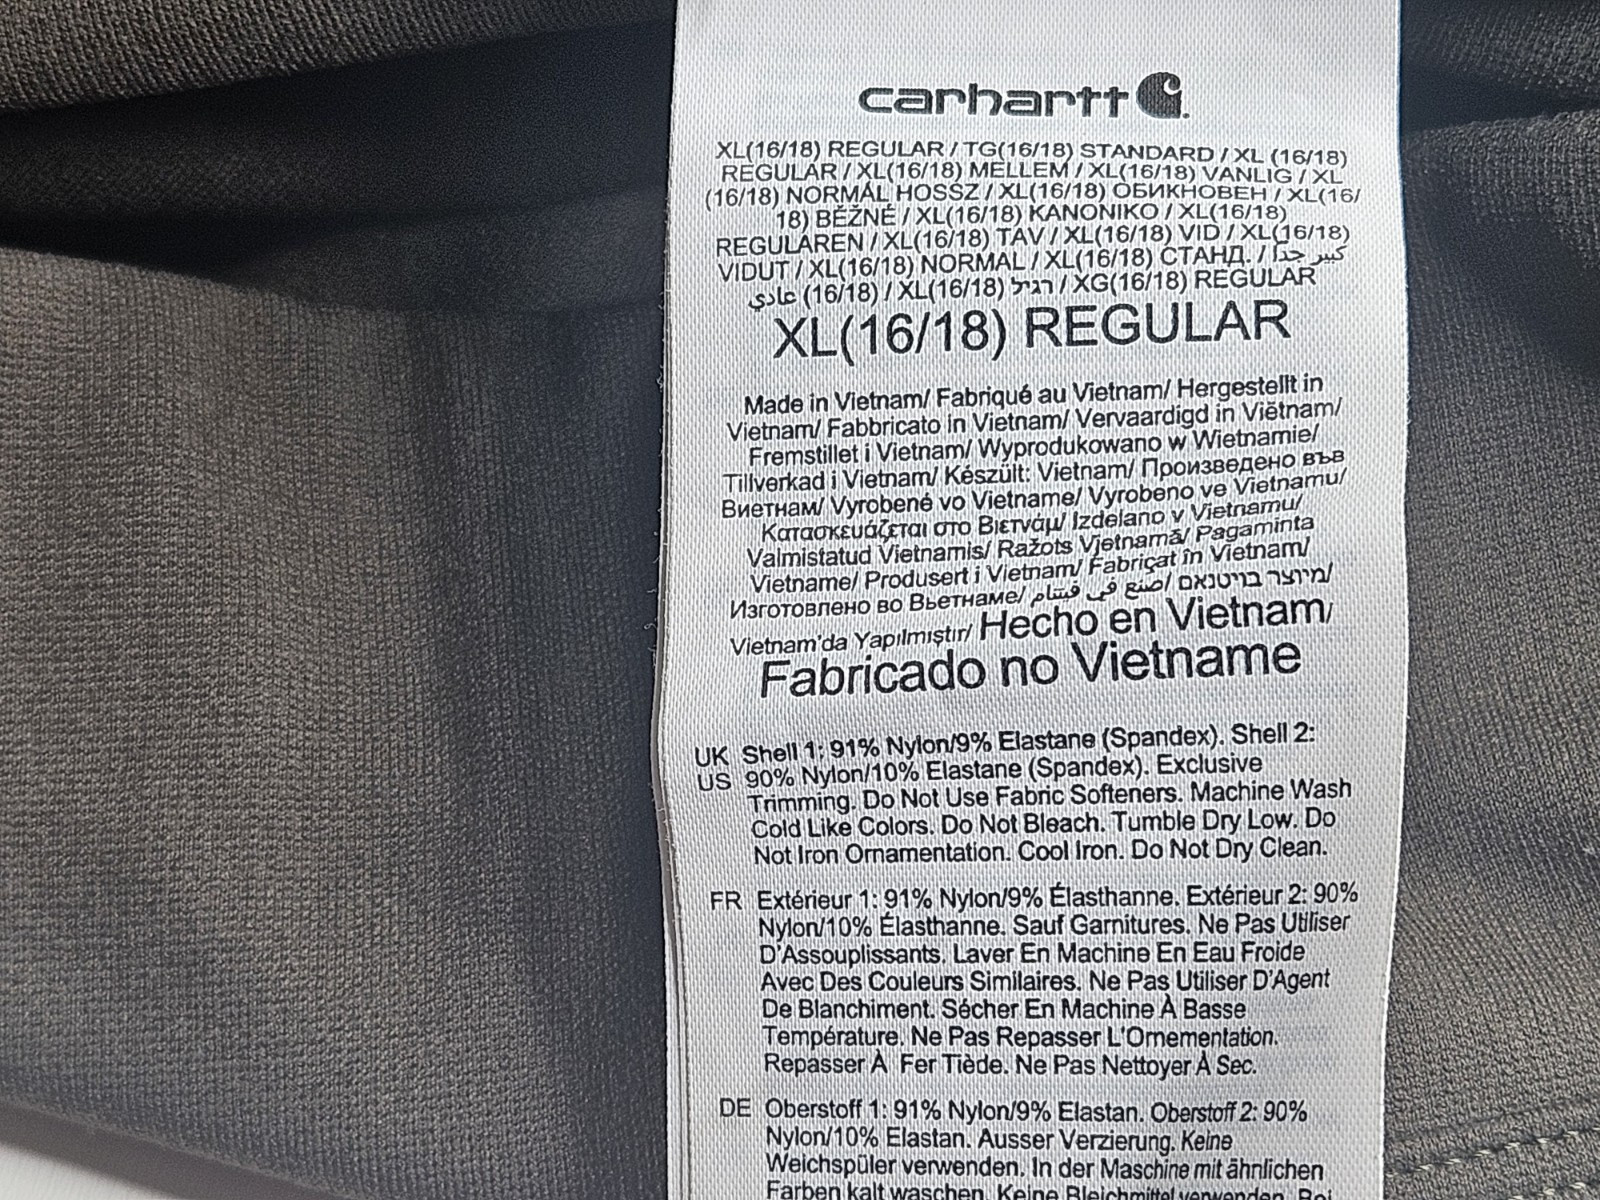 carhartt
XL(16/18) REGULAR / TG(16/18) STANDARD / XL (16/18)
REGULAR / XL(16/18) MELLEM / XL(16/18) VANLIG / XL
(16/18) NORMÁL HOSSZ / XL(16/18) ОБИКНОВЕН / XL(16/
18) BĚŽNÉ / XL(16/18) KANONIKO / XL(16/18)
REGULAREN / XL(16/18) TAV / XL(16/18) VID / XL(16/18)
VIDUT / XL(16/18) NORMAL / XL(16/18) СТАНД. / كبير جداً
عادي (16/18) / XL(16/18) רגיל / XG(16/18) REGULAR
XL(16/18) REGULAR
Made in Vietnam/ Fabriqué au Vietnam/ Hergestellt in
Vietnam/ Fabbricato in Vietnam/ Vervaardigd in Viëtnam/
Fremstillet i Vietnam/ Wyprodukowano w Wietnamie/
Tillverkad i Vietnam/ Készült: Vietnam/ Произведено във
Виетнам/ Vyrobené vo Vietname/ Vyrobeno ve Vietnamu/
Κατασκευάζεται στο Βιετνάμ/ Izdelano v Vietnamu/
Valmistatud Vietnamis/ Ražots Vjetnamā/ Pagaminta
Vietname/ Produsert i Vietnam/ Fabricat în Vietnam/
Изготовлено во Вьетнаме/ صنع في فيتنام/ מיוצר בוייטנאם/
Vietnam'da Yapılmıştır/ Hecho en Vietnam/
Fabricado no Vietname
UK Shell 1: 91% Nylon/9% Elastane (Spandex). Shell 2:
US 90% Nylon/10% Elastane (Spandex). Exclusive
Trimming. Do Not Use Fabric Softeners. Machine Wash
Cold Like Colors. Do Not Bleach. Tumble Dry Low. Do
Not Iron Ornamentation. Cool Iron. Do Not Dry Clean.
FR Extérieur 1: 91% Nylon/9% Élasthanne. Extérieur 2: 90%
Nylon/10% Élasthanne. Sauf Garnitures. Ne Pas Utiliser
D'Assouplissants. Laver En Machine En Eau Froide
Avec Des Couleurs Similaires. Ne Pas Utiliser D'Agent
De Blanchiment. Sécher En Machine À Basse
Température. Ne Pas Repasser L'Ornementation.
Repasser À Fer Tiède. Ne Pas Nettoyer À Sec.
DE Oberstoff 1: 91% Nylon/9% Elastan. Oberstoff 2: 90%
Nylon/10% Elastan. Ausser Verzierung. Keine
Weichspüler verwenden. In der Maschine mit ähnlichen
Farben kalt waschen. Keine Bleichmittel verwenden. Bei